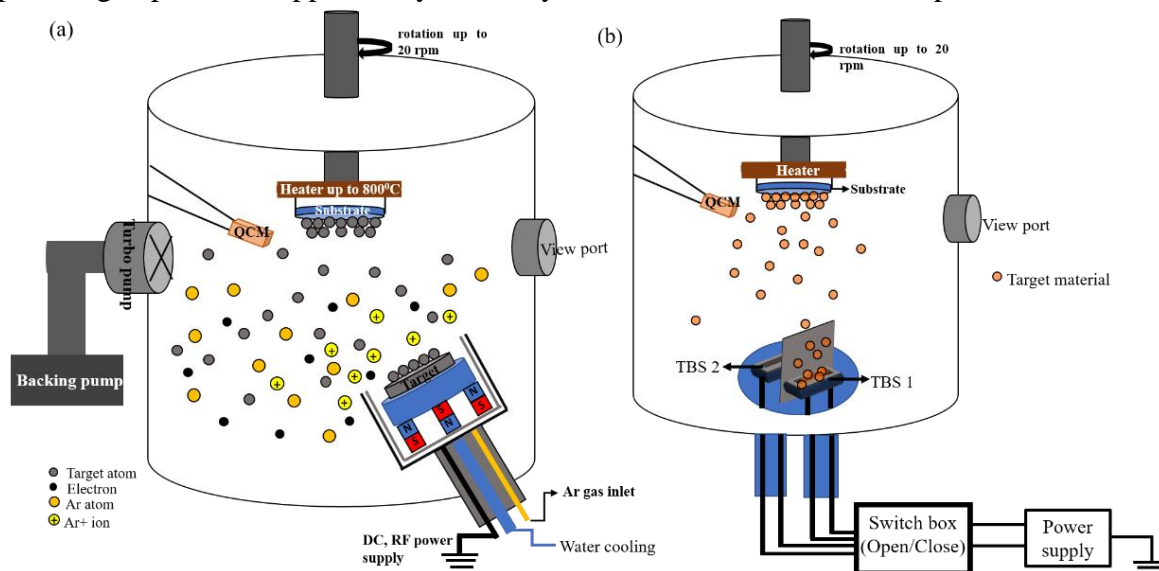 (a)
rotation up to
20 rpm
Heater up to 800⁰C
Substrate
QCM
Turbo pump
View port
Backing pump
Target
N
S
N
S
N
S
Target atom
Electron
Ar atom
+ Ar+ ion
Ar gas inlet
DC, RF power
supply
Water cooling
(b)
rotation up to 20
rpm
Heater
Substrate
QCM
View port
Target material
TBS 2
TBS 1
Switch box
(Open/Close)
Power
supply